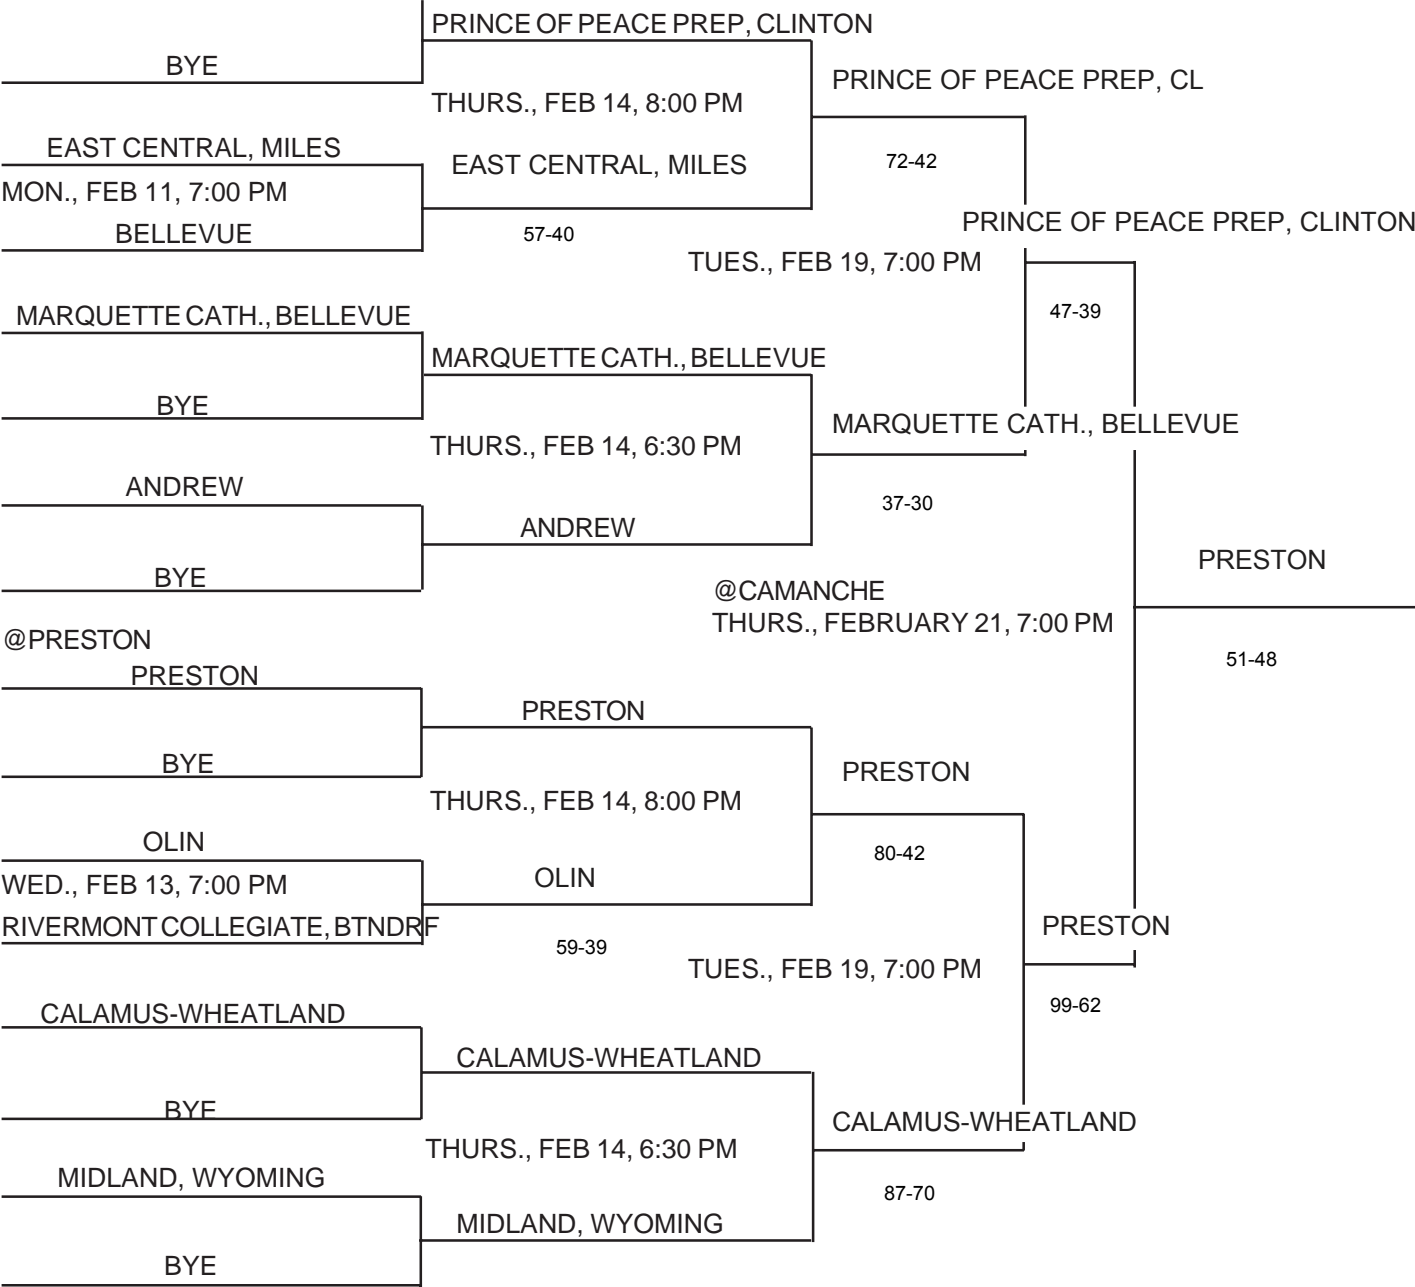 PRINCE OF PEACE PREP, CLINTON
BYE
PRINCE OF PEACE PREP, CL
THURS., FEB 14, 8:00 PM
EAST CENTRAL, MILES
EAST CENTRAL, MILES
72-42
MON., FEB 11, 7:00 PM
BELLEVUE
57-40
PRINCE OF PEACE PREP, CLINTON
TUES., FEB 19, 7:00 PM
47-39
MARQUETTE CATH., BELLEVUE
MARQUETTE CATH., BELLEVUE
BYE
MARQUETTE CATH., BELLEVUE
THURS., FEB 14, 6:30 PM
ANDREW
37-30
ANDREW
BYE
PRESTON
@CAMANCHE
THURS., FEBRUARY 21, 7:00 PM
51-48
@PRESTON
PRESTON
PRESTON
BYE
PRESTON
THURS., FEB 14, 8:00 PM
OLIN
80-42
WED., FEB 13, 7:00 PM
OLIN
RIVERMONT COLLEGIATE, BTNDRF
PRESTON
59-39
TUES., FEB 19, 7:00 PM
99-62
CALAMUS-WHEATLAND
CALAMUS-WHEATLAND
BYE
CALAMUS-WHEATLAND
THURS., FEB 14, 6:30 PM
MIDLAND, WYOMING
87-70
MIDLAND, WYOMING
BYE